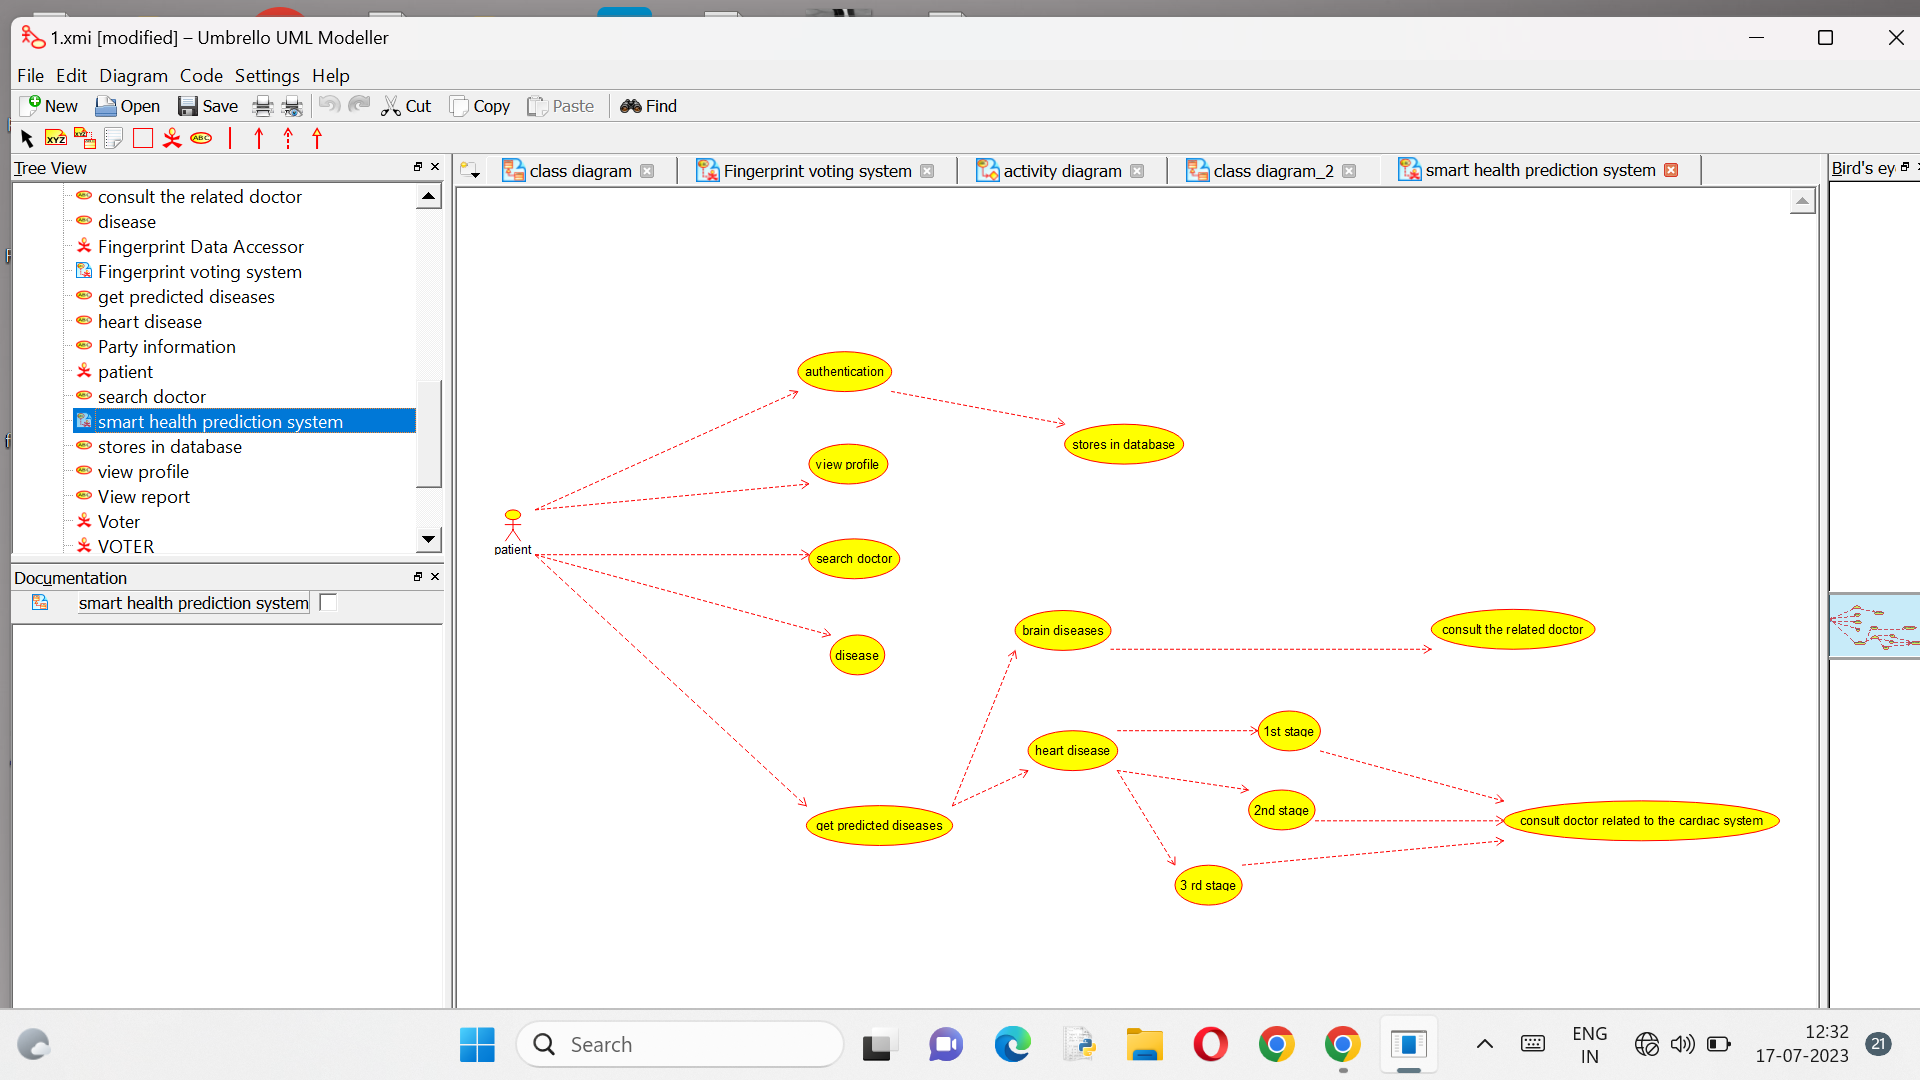 1.xmi [modified] – Umbrello UML Modeller
File Edit Diagram Code Settings Help
New Open Save Cut Copy Paste Find
XYZ XYZ ABC
Tree View
consult the related doctor
disease
Fingerprint Data Accessor
Fingerprint voting system
get predicted diseases
heart disease
Party information
patient
search doctor
smart health prediction system
stores in database
view profile
View report
Voter
VOTER
Documentation
smart health prediction system
class diagram
Fingerprint voting system
activity diagram
class diagram_2
smart health prediction system
Bird's ey
authentication
stores in database
view profile
patient
search doctor
brain diseases
consult the related doctor
disease
1st stage
heart disease
2nd stage
consult doctor related to the cardiac system
get predicted diseases
3 rd stage
Search
ENG
IN
12:32
17-07-2023
21